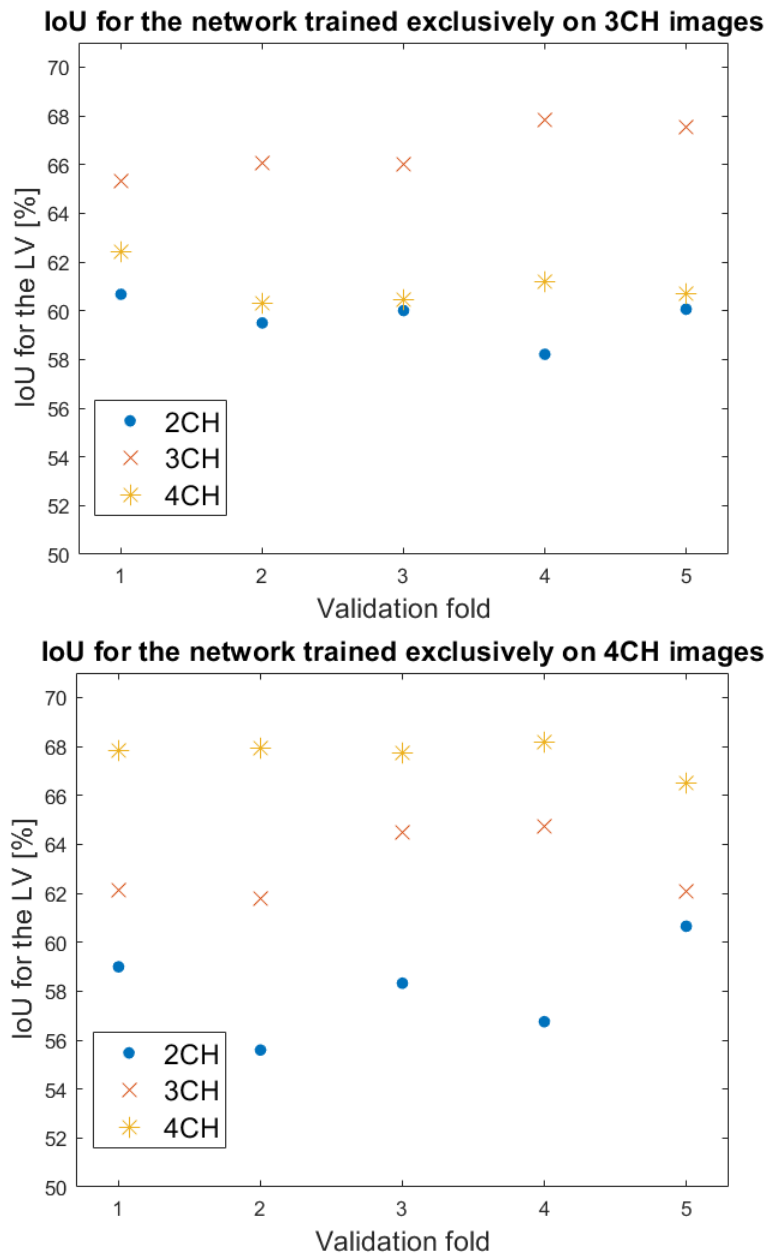 IoU for the network trained exclusively on 3CH images
70
68
66
64
62
60
58
56
54
52
50
IoU for the LV [%]
2CH
3CH
4CH
1 2 3 4 5
Validation fold
IoU for the network trained exclusively on 4CH images
70
68
66
64
62
60
58
56
54
52
50
IoU for the LV [%]
2CH
3CH
4CH
1 2 3 4 5
Validation fold